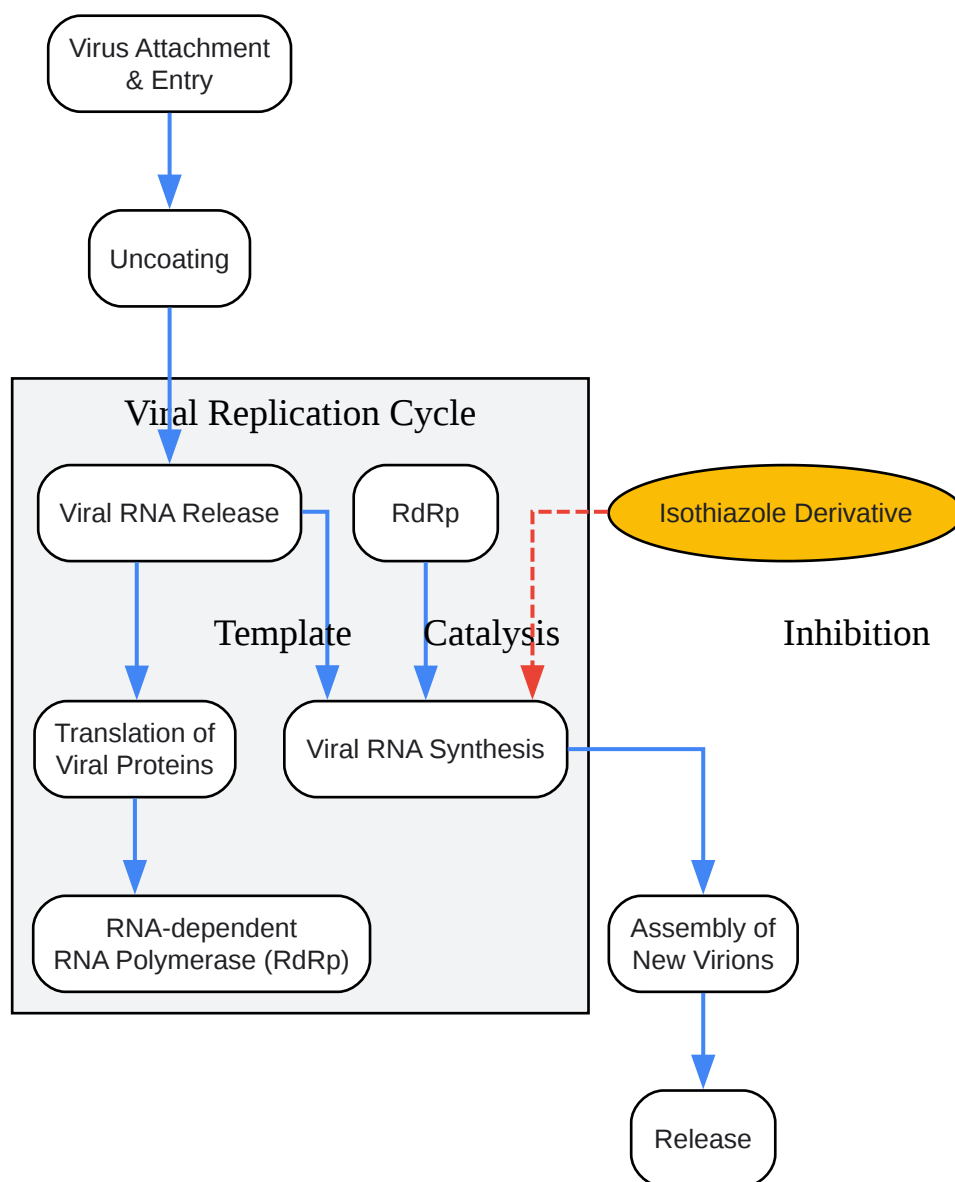 Virus Attachment
& Entry
Uncoating
Viral Replication Cycle
Viral RNA Release
RdRp
Isothiazole Derivative
Template
Catalysis
Inhibition
Translation of
Viral Proteins
Viral RNA Synthesis
RNA-dependent
RNA Polymerase (RdRp)
Assembly of
New Virions
Release